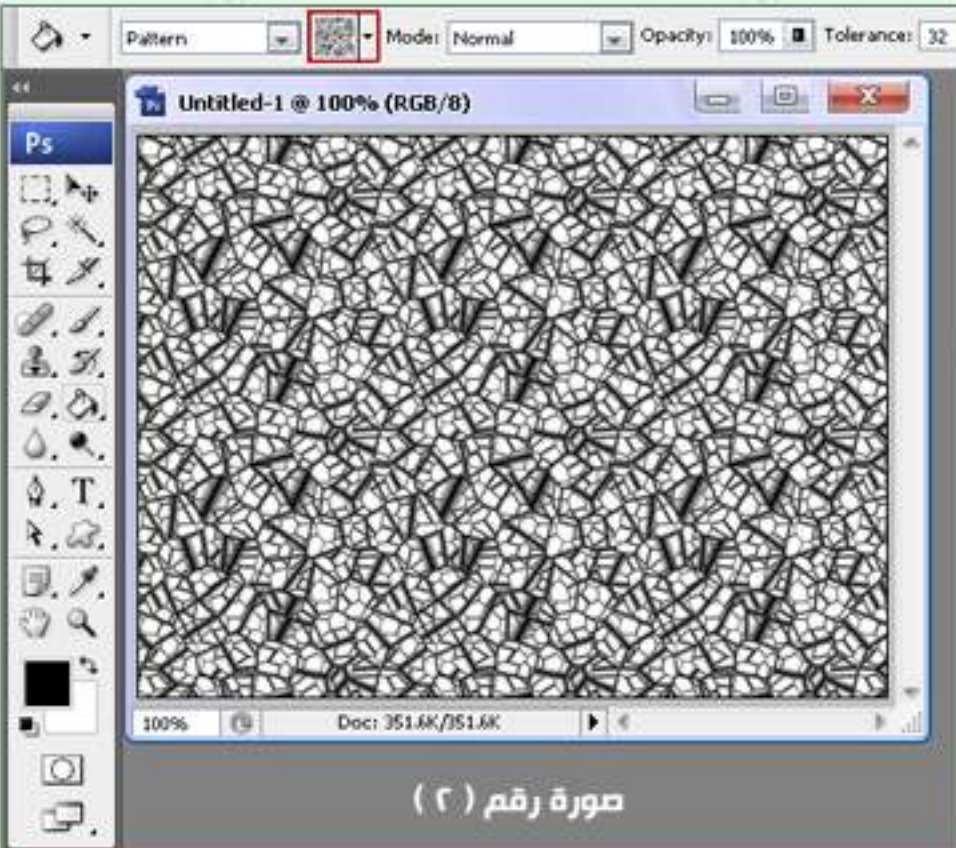 Pattern Mode: Normal Opacity: 100% Tolerance: 32
Untitled-1 @ 100% (RGB/8)
Ps
T
100% Doc: 351.6K/351.6K
صورة رقم ( ٢ )